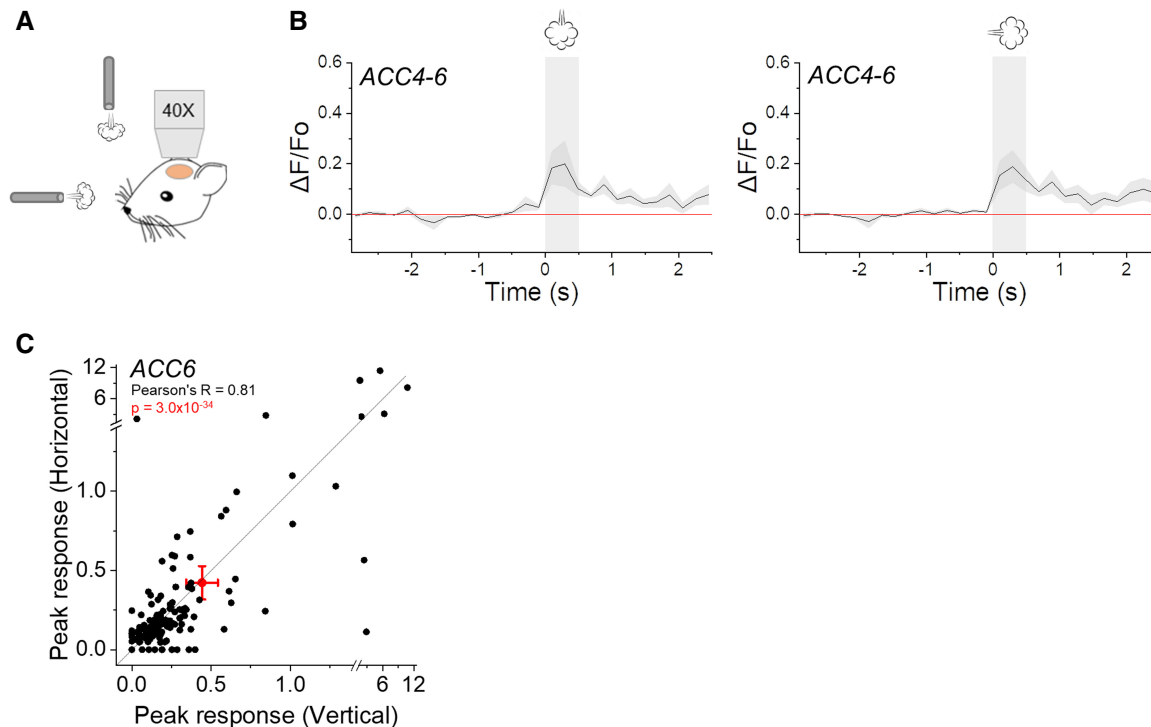 A
40X
B
ACC4-6
ΔF/Fo
0.6
0.4
0.2
0.0
-2
-1
0
1
2
Time (s)
ACC4-6
ΔF/Fo
0.6
0.4
0.2
0.0
-2
-1
0
1
2
Time (s)
C
ACC6
Pearson's R = 0.81
p = 3.0x10⁻³⁴
Peak response (Horizontal)
12
6
1.0
0.5
0.0
0.0
0.5
1.0
6
12
Peak response (Vertical)